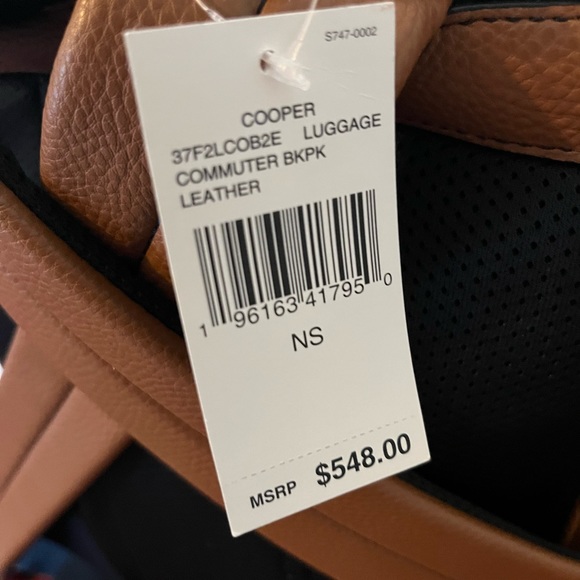 S747-0002
COOPER
37F2LCOB2E LUGGAGE
COMMUTER BKPK
LEATHER
1 96163 41795 0
NS
MSRP $548.00